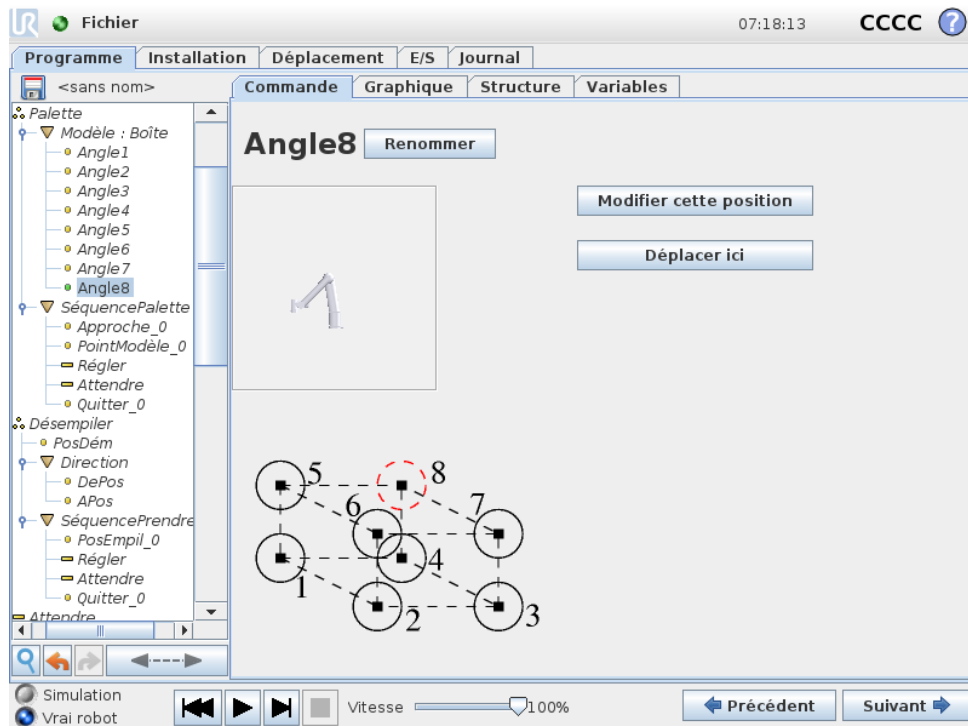 UR Fichier 07:18:13 CCCC ?
Programme Installation Déplacement E/S Journal
<sans nom>
Commande Graphique Structure Variables
Palette
Modèle : Boîte
Angle1
Angle2
Angle3
Angle4
Angle5
Angle6
Angle7
Angle8
SéquencePalette
Approche_0
PointModèle_0
Régler
Attendre
Quitter_0
Désempiler
PosDém
Direction
DePos
APos
SéquencePrendre
PosEmpil_0
Régler
Attendre
Quitter_0
Attendre
Angle8 Renommer
Modifier cette position
Déplacer ici
5 8
6 7
4
1
2 3
Simulation
Vrai robot
Vitesse 100%
Précédent Suivant